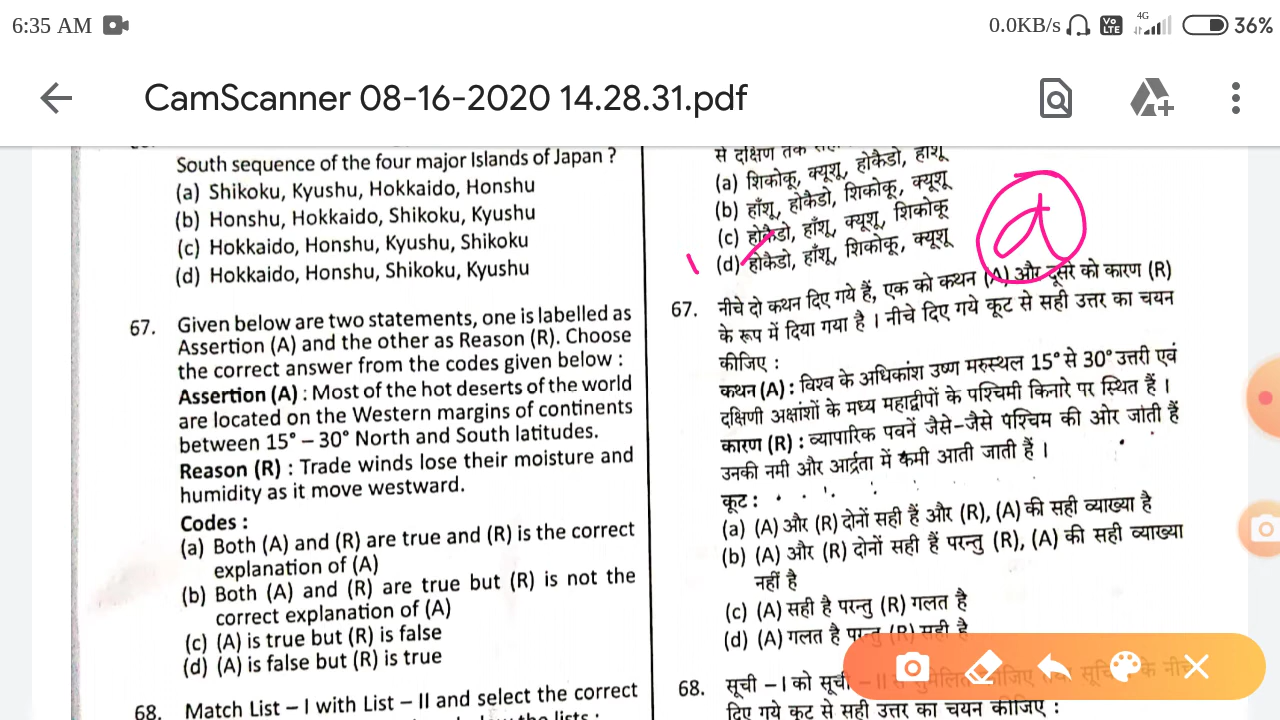 6:35 AM
0.0KB/s
Vo LTE
4G
36%
CamScanner 08-16-2020 14.28.31.pdf
South sequence of the four major Islands of Japan ?
(a) Shikoku, Kyushu, Hokkaido, Honshu
(b) Honshu, Hokkaido, Shikoku, Kyushu
(c) Hokkaido, Honshu, Kyushu, Shikoku
(d) Hokkaido, Honshu, Shikoku, Kyushu
67. Given below are two statements, one is labelled as
Assertion (A) and the other as Reason (R). Choose
the correct answer from the codes given below :
Assertion (A) : Most of the hot deserts of the world
are located on the Western margins of continents
between 15° – 30° North and South latitudes.
Reason (R) : Trade winds lose their moisture and
humidity as it move westward.
Codes :
(a) Both (A) and (R) are true and (R) is the correct
explanation of (A)
(b) Both (A) and (R) are true but (R) is not the
correct explanation of (A)
(c) (A) is true but (R) is false
(d) (A) is false but (R) is true
68. Match List – I with List – II and select the correct
the lists :
से दक्षिण तक
(a) शिकोकू, क्यूशू, होकैडो, हॉशू
(b) हॉंशू, होकैडो, शिकोकू, क्यूशू
(c) होकैडो, हॉंशू, क्यूशू, शिकोकू
(d) होकैडो, हॉंशू, शिकोकू, क्यूशू
d
67. नीचे दो कथन दिए गये हैं, एक को कथन (A) और दूसरे को कारण (R)
के रूप में दिया गया है । नीचे दिए गये कूट से सही उत्तर का चयन
कीजिए :
कथन (A) : विश्व के अधिकांश उष्ण मरुस्थल 15° से 30° उत्तरी एवं
दक्षिणी अक्षांशों के मध्य महाद्वीपों के पश्चिमी किनारे पर स्थित हैं ।
कारण (R) : व्यापारिक पवनें जैसे–जैसे पश्चिम की ओर जाती हैं
उनकी नमी और आर्द्रता में कमी आती जाती हैं ।
कूट :
(a) (A) और (R) दोनों सही हैं और (R), (A) की सही व्याख्या है
(b) (A) और (R) दोनों सही हैं परन्तु (R), (A) की सही व्याख्या
नहीं है
(c) (A) सही है परन्तु (R) गलत है
(d) (A) गलत है परन्तु (R) सही है
68. सूची –I को सूची –II से सुमेलित कीजिए तथा के नीचे
दिए गये कूट से सही उत्तर का चयन कीजिए :